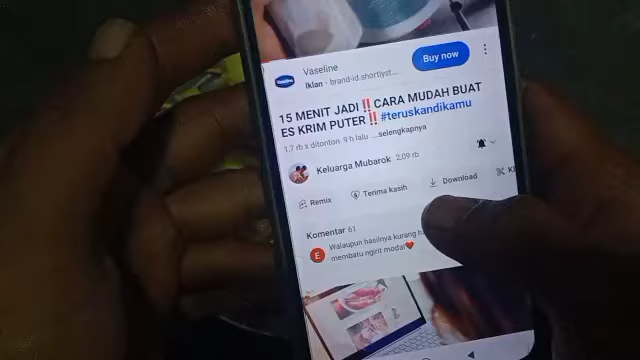 Vaseline
Vaseline
Iklan · brand-id.shortlyst...
Buy now
15 MENIT JADI‼️CARA MUDAH BUAT
ES KRIM PUTER‼️#teruskandikamu
1,7 rb x ditonton 9 h lalu ...selengkapnya
Keluarga Mubarok 2,09 rb
Remix
Terima kasih
Download
Komentar 61
E
Walaupun hasilnya kurang
membatu ngirit modal❤️